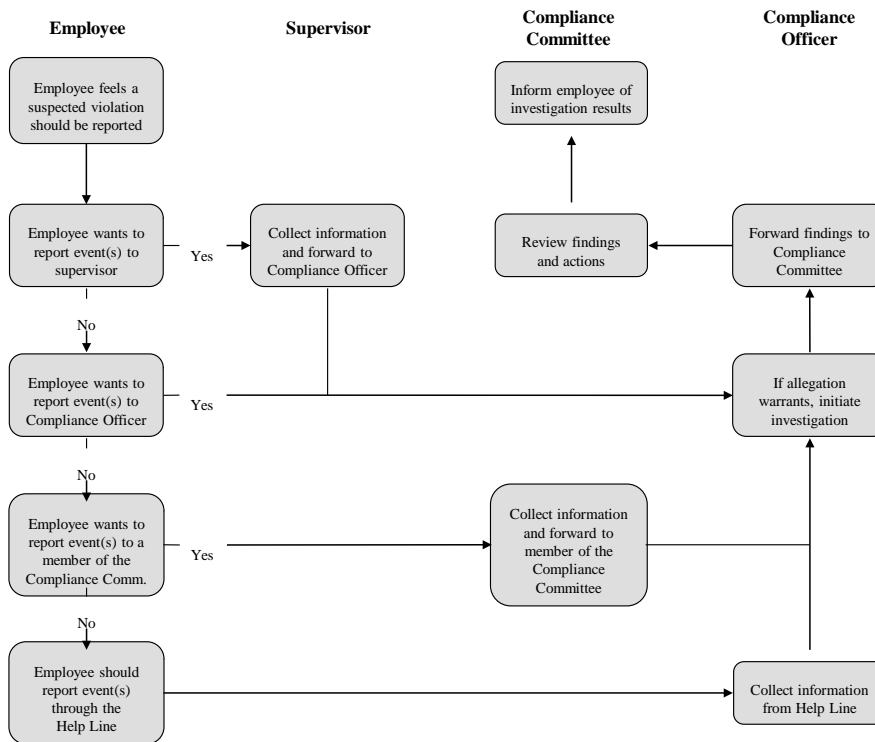 Employee
Supervisor
Compliance
Committee
Compliance
Officer
Employee feels a
suspected violation
should be reported
Inform employee of
investigation results
Employee wants to
report event(s) to
supervisor
Yes
Collect information
and forward to
Compliance Officer
Review findings
and actions
Forward findings to
Compliance
Committee
No
Employee wants to
report event(s) to
Compliance Officer
Yes
If allegation
warrants, initiate
investigation
No
Employee wants to
report event(s) to a
member of the
Compliance Comm.
Yes
Collect information
and forward to
member of the
Compliance
Committee
No
Employee should
report event(s)
through the
Help Line
Collect information
from Help Line